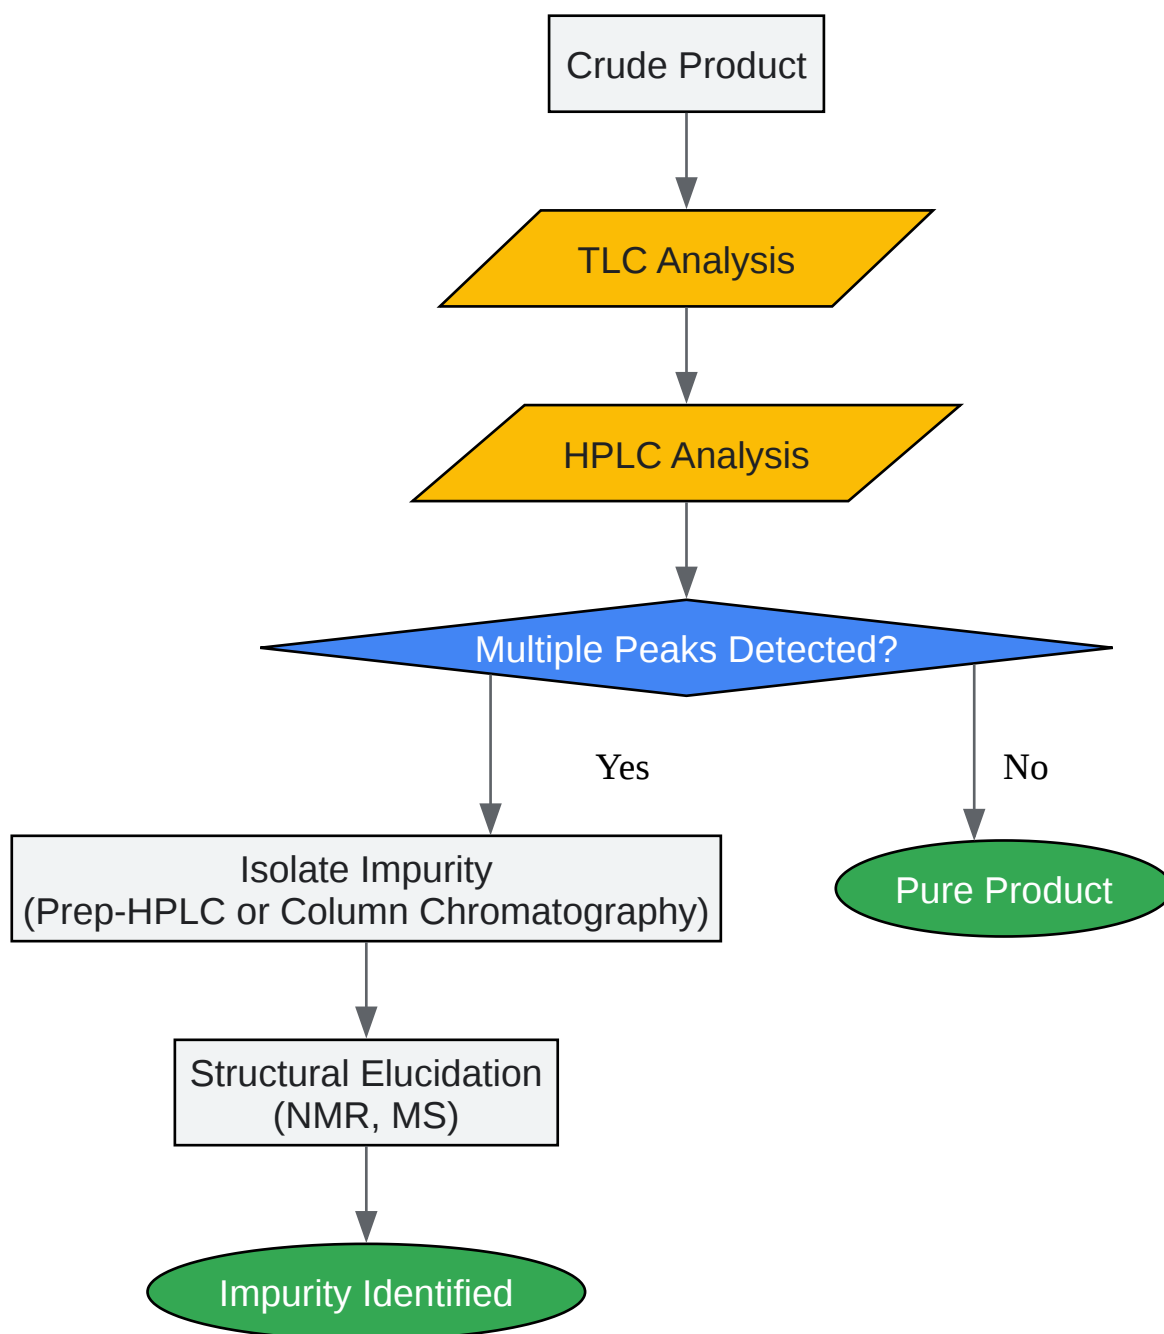 Crude Product
TLC Analysis
HPLC Analysis
Multiple Peaks Detected?
Yes
No
Isolate Impurity
(Prep-HPLC or Column Chromatography)
Pure Product
Structural Elucidation
(NMR, MS)
Impurity Identified